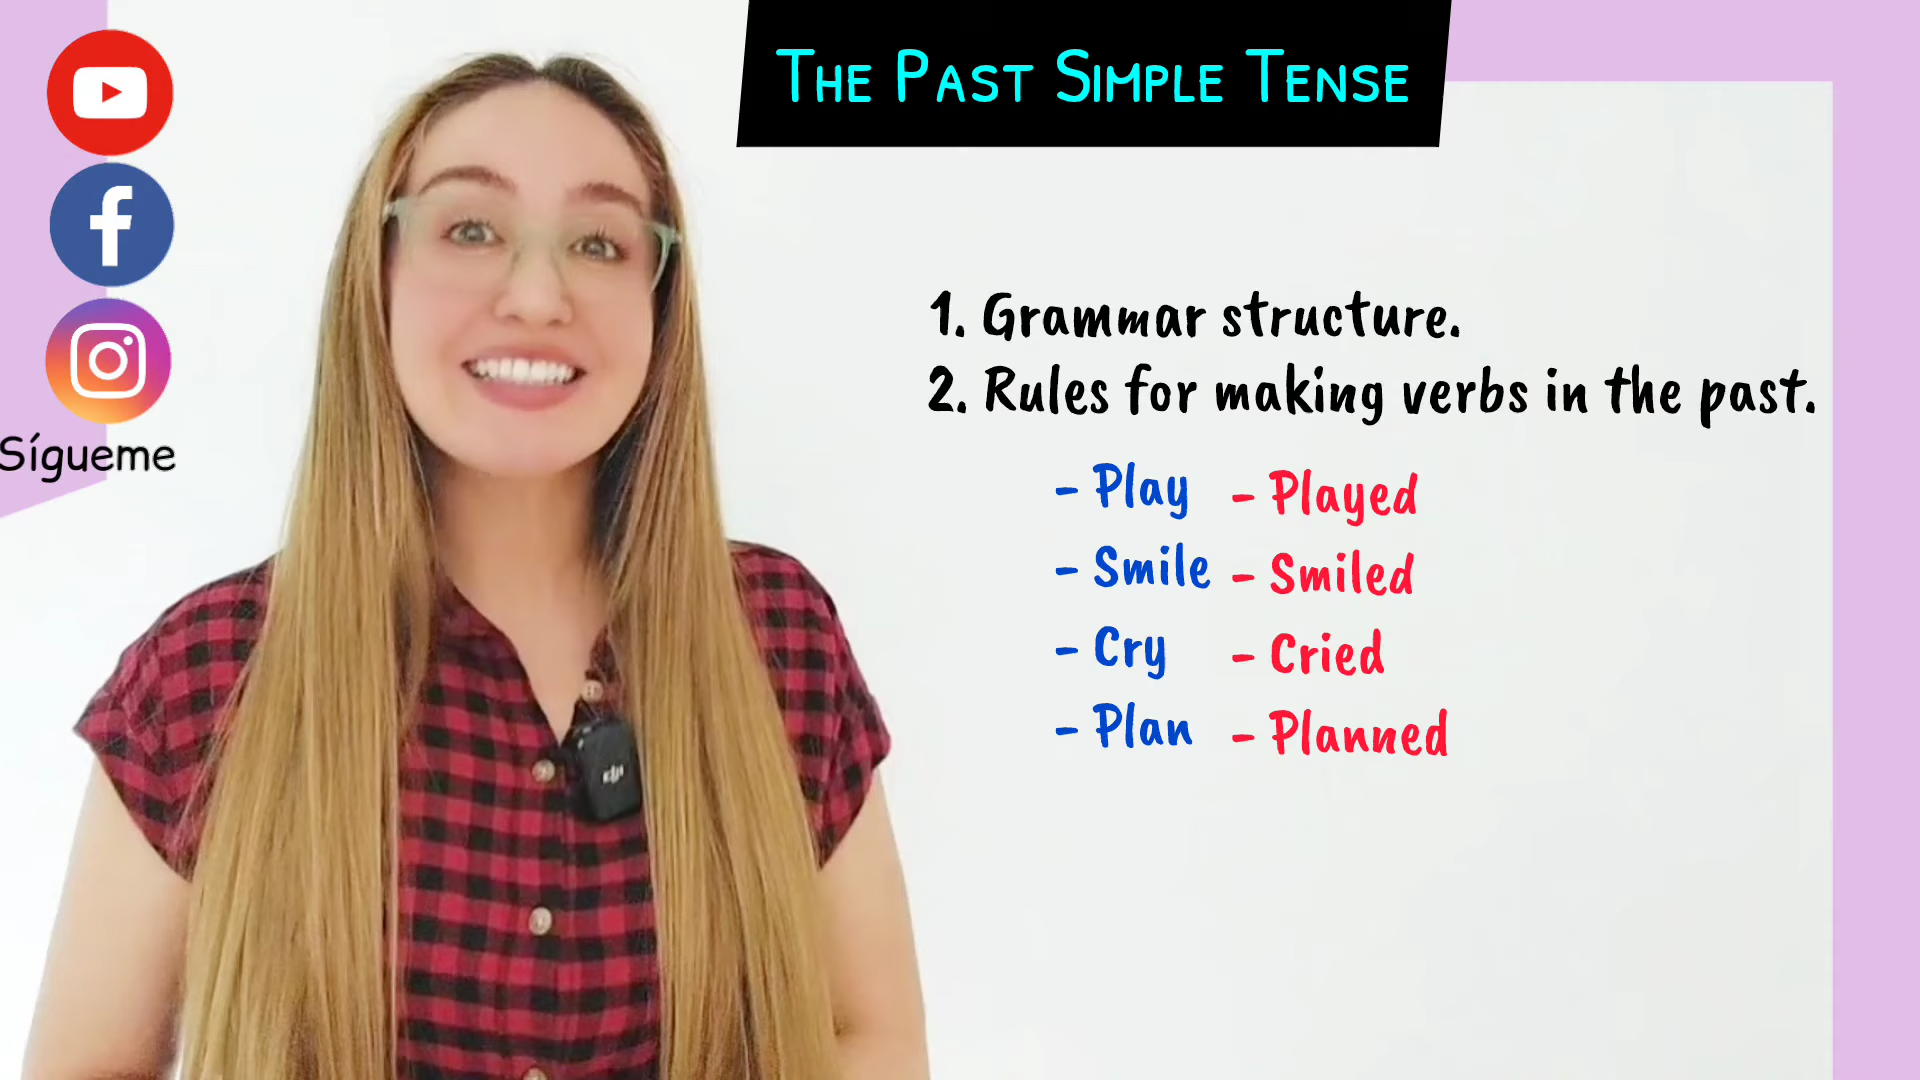 THE PAST SIMPLE TENSE
Sígueme
1. Grammar structure.
2. Rules for making verbs in the past.
- Play - Played
- Smile - Smiled
- Cry - Cried
- Plan - Planned
DJI